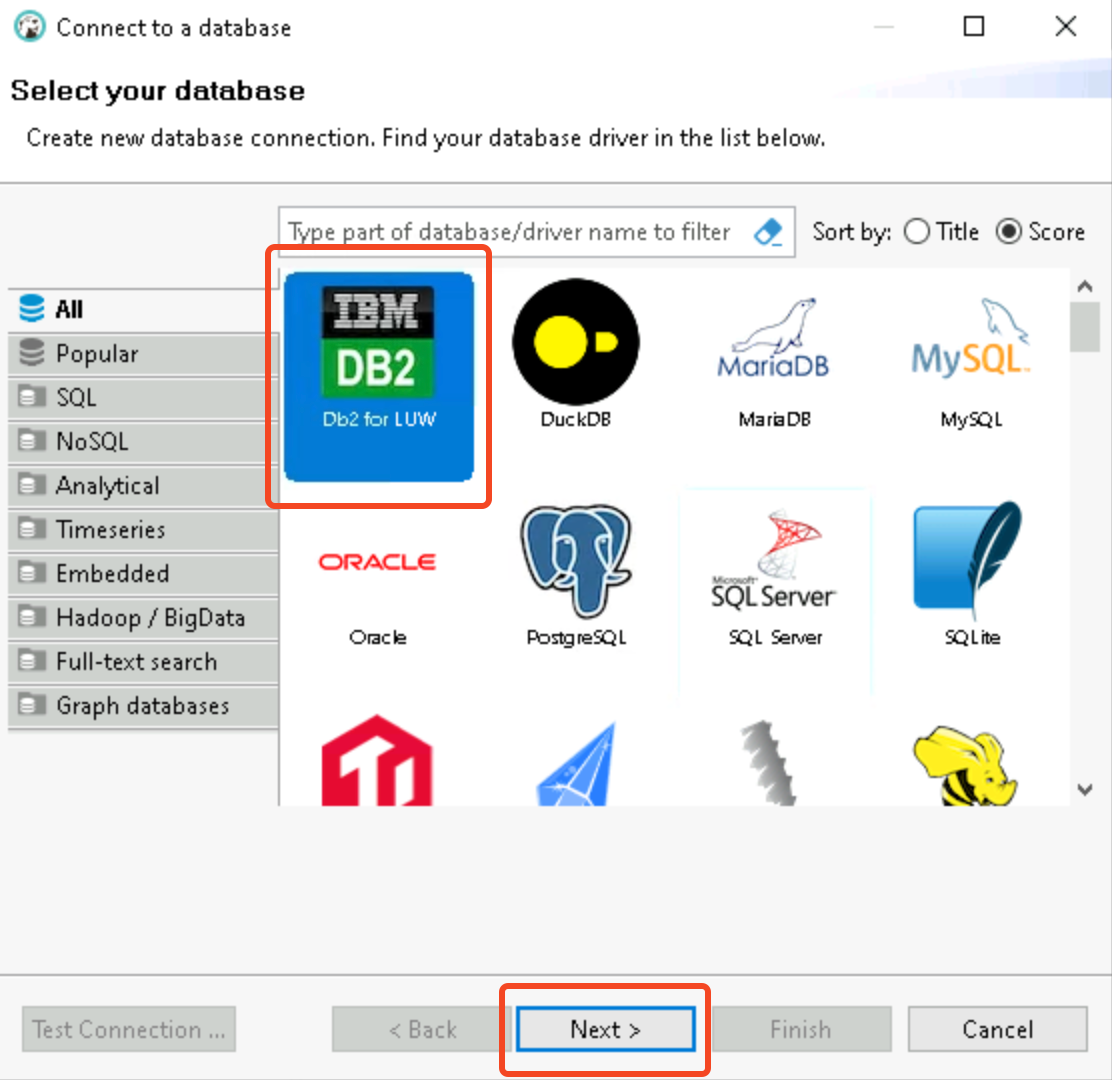 Connect to a database
Select your database
Create new database connection. Find your database driver in the list below.
Type part of database/driver name to filter
Sort by: Title Score
All
Popular
SQL
NoSQL
Analytical
Timeseries
Embedded
Hadoop / BigData
Full-text search
Graph databases
IBM
DB2
Db2 for LUW
DuckDB
MariaDB
MariaDB
MySQL™
MySQL
ORACLE
Oracle
PostgreSQL
Microsoft®
SQL Server
SQL Server
SQLite
Test Connection ...
< Back
Next >
Finish
Cancel